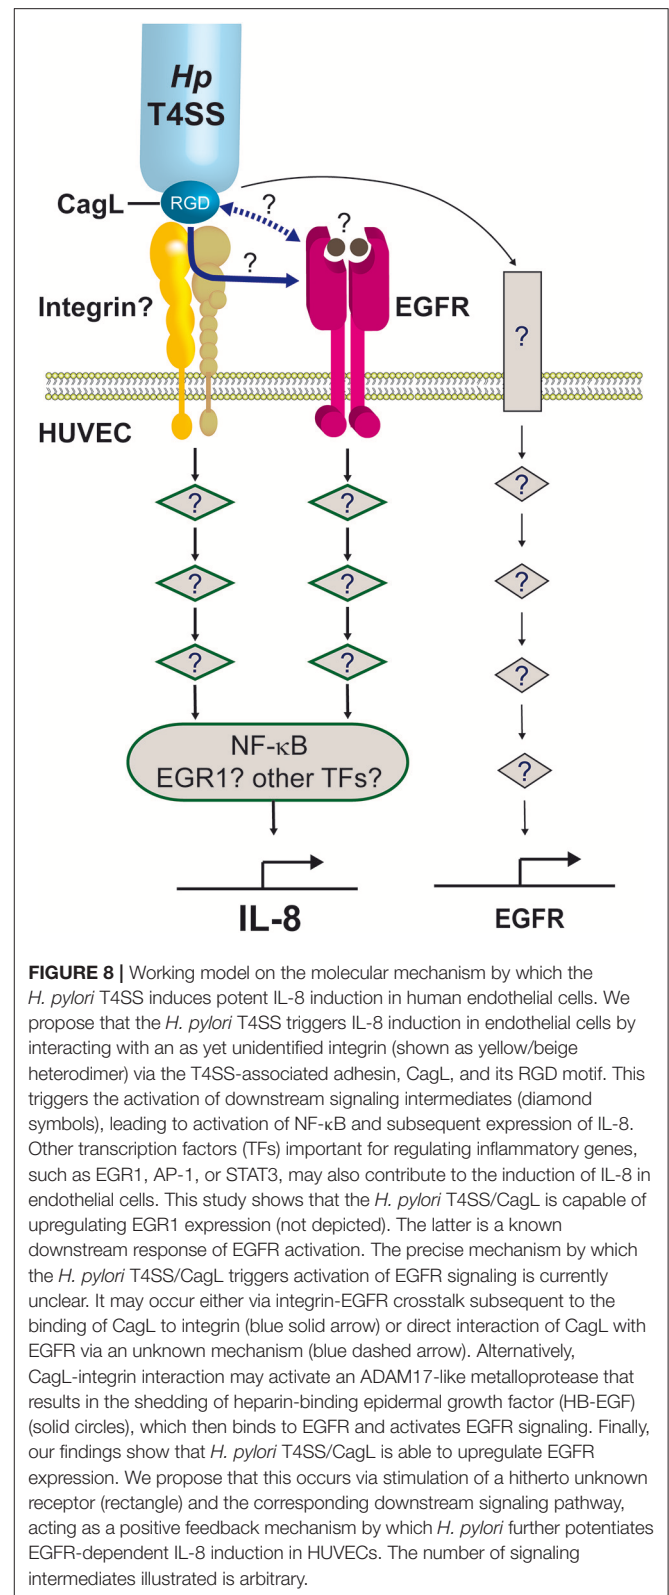 Hp
T4SS
CagL
RGD
?
?
?
Integrin?
EGFR
?
HUVEC
?
?
?
?
?
?
?
?
?
?
NF-κB
EGR1? other TFs?
IL-8
EGFR
FIGURE 8 | Working model on the molecular mechanism by which the
H. pylori T4SS induces potent IL-8 induction in human endothelial cells. We
propose that the H. pylori T4SS triggers IL-8 induction in endothelial cells by
interacting with an as yet unidentified integrin (shown as yellow/beige
heterodimer) via the T4SS-associated adhesin, CagL, and its RGD motif. This
triggers the activation of downstream signaling intermediates (diamond
symbols), leading to activation of NF-κB and subsequent expression of IL-8.
Other transcription factors (TFs) important for regulating inflammatory genes,
such as EGR1, AP-1, or STAT3, may also contribute to the induction of IL-8 in
endothelial cells. This study shows that the H. pylori T4SS/CagL is capable of
upregulating EGR1 expression (not depicted). The latter is a known
downstream response of EGFR activation. The precise mechanism by which
the H. pylori T4SS/CagL triggers activation of EGFR signaling is currently
unclear. It may occur either via integrin-EGFR crosstalk subsequent to the
binding of CagL to integrin (blue solid arrow) or direct interaction of CagL with
EGFR via an unknown mechanism (blue dashed arrow). Alternatively,
CagL-integrin interaction may activate an ADAM17-like metalloprotease that
results in the shedding of heparin-binding epidermal growth factor (HB-EGF)
(solid circles), which then binds to EGFR and activates EGFR signaling. Finally,
our findings show that H. pylori T4SS/CagL is able to upregulate EGFR
expression. We propose that this occurs via stimulation of a hitherto unknown
receptor (rectangle) and the corresponding downstream signaling pathway,
acting as a positive feedback mechanism by which H. pylori further potentiates
EGFR-dependent IL-8 induction in HUVECs. The number of signaling
intermediates illustrated is arbitrary.